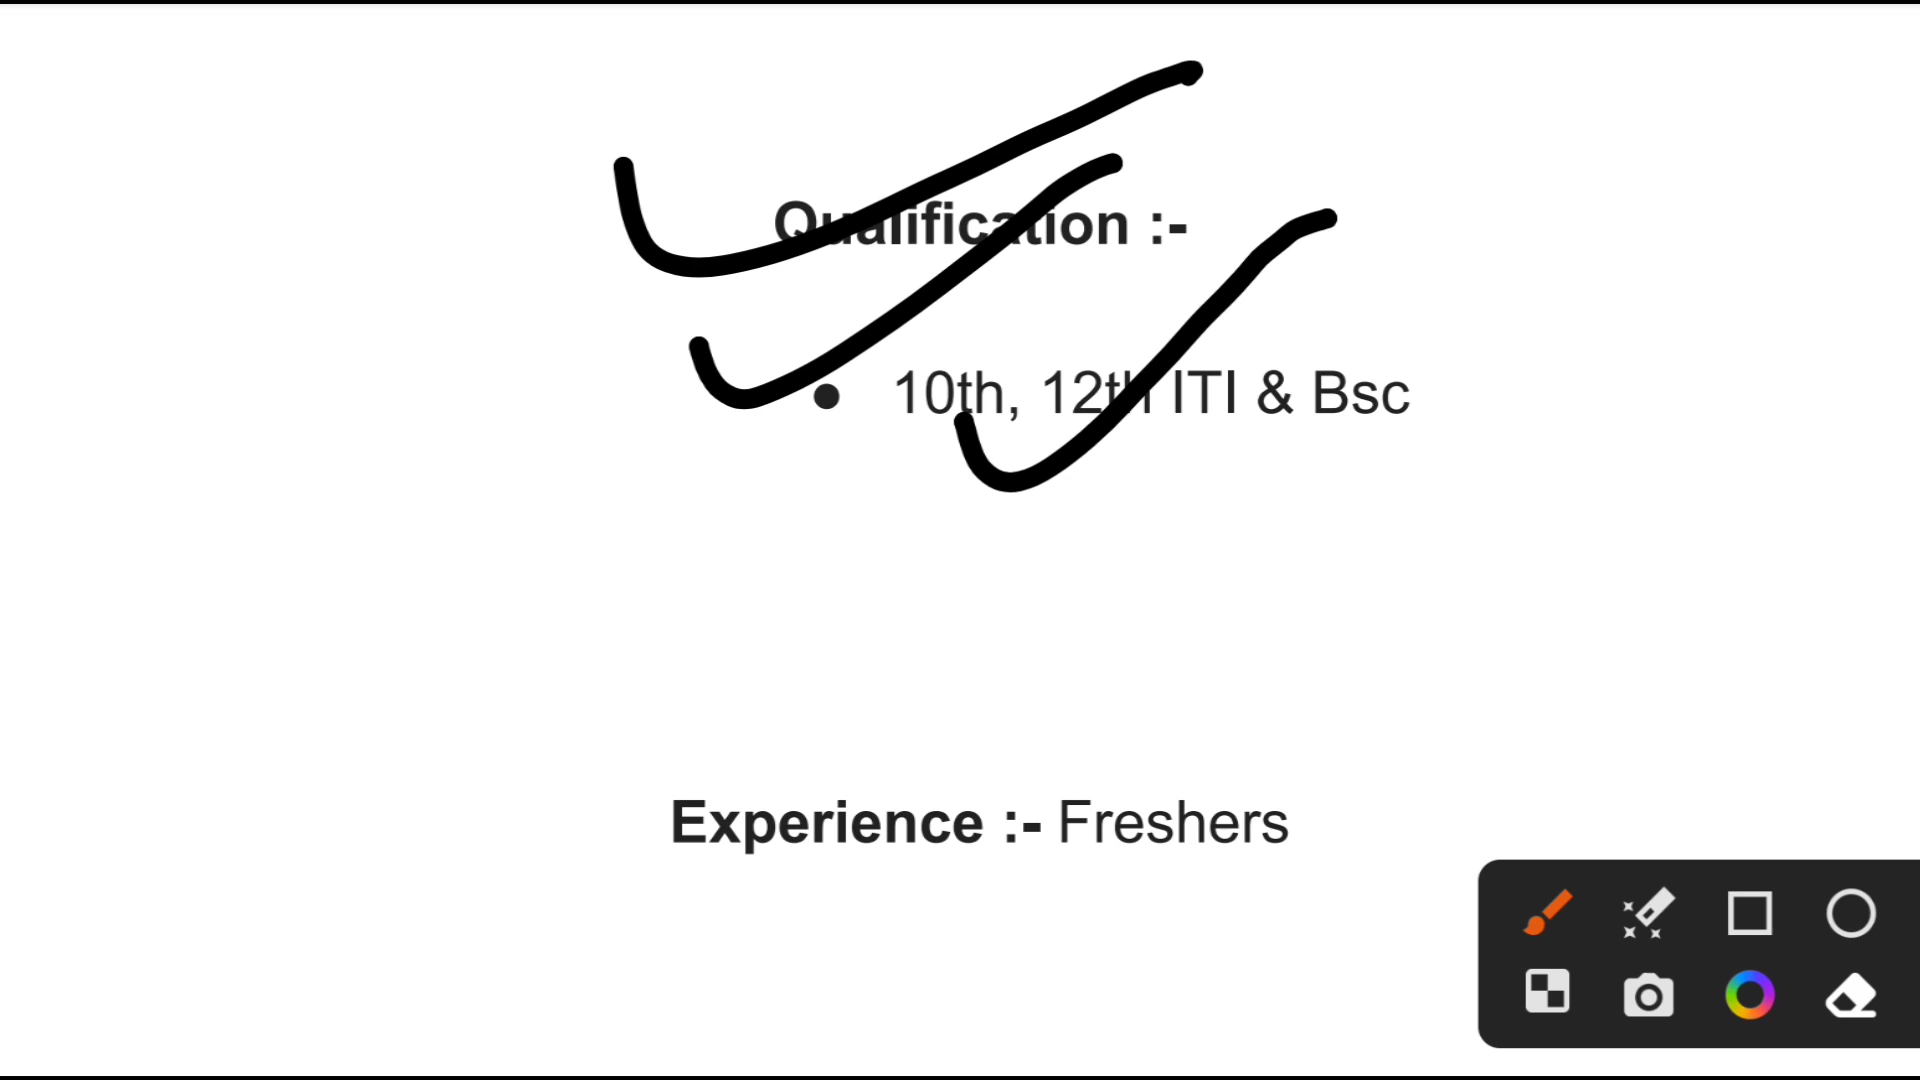 Qualification :-
● 10th, 12th ITI & Bsc
Experience :- Freshers